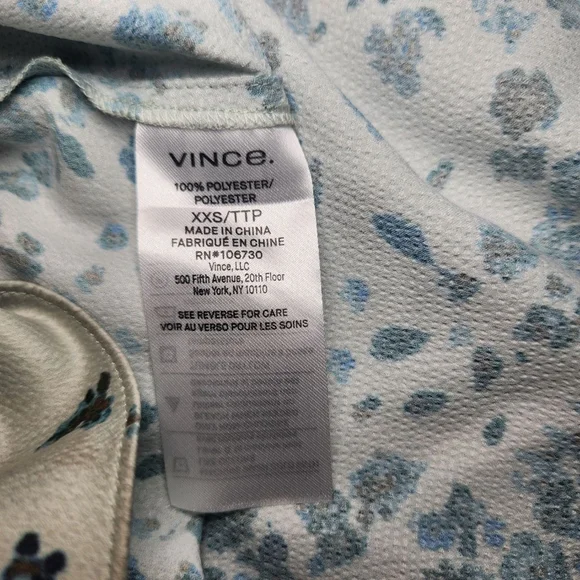 VINCE.
100% POLYESTER/
POLYESTER
XXS/TTP
MADE IN CHINA
FABRIQUÉ EN CHINE
RN#106730
Vince, LLC
500 Fifth Avenue, 20th Floor
New York, NY 10110
SEE REVERSE FOR CARE
VOIR AU VERSO POUR LES SOINS